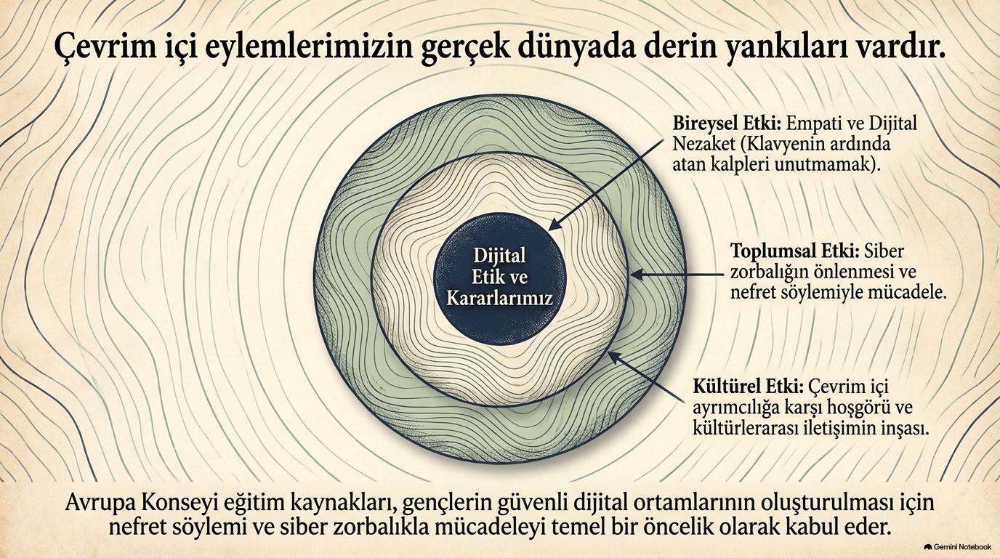 Çevrim içi eylemlerimizin gerçek dünyada derin yankıları vardır.
Bireysel Etki: Empati ve Dijital
Nezaket (Klavyenin ardında
atan kalpleri unutmamak).
Dijital
Etik ve
Kararlarımız
Toplumsal Etki: Siber
zorbalığın önlenmesi ve
nefret söylemiyle mücadele.
Kültürel Etki: Çevrim içi
ayrımcılığa karşı hoşgörü ve
kültürlerarası iletişimin inşası.
Avrupa Konseyi eğitim kaynakları, gençlerin güvenli dijital ortamlarının oluşturulması için
nefret söylemi ve siber zorbalıkla mücadeleyi temel bir öncelik olarak kabul eder.
Gemini Notebook